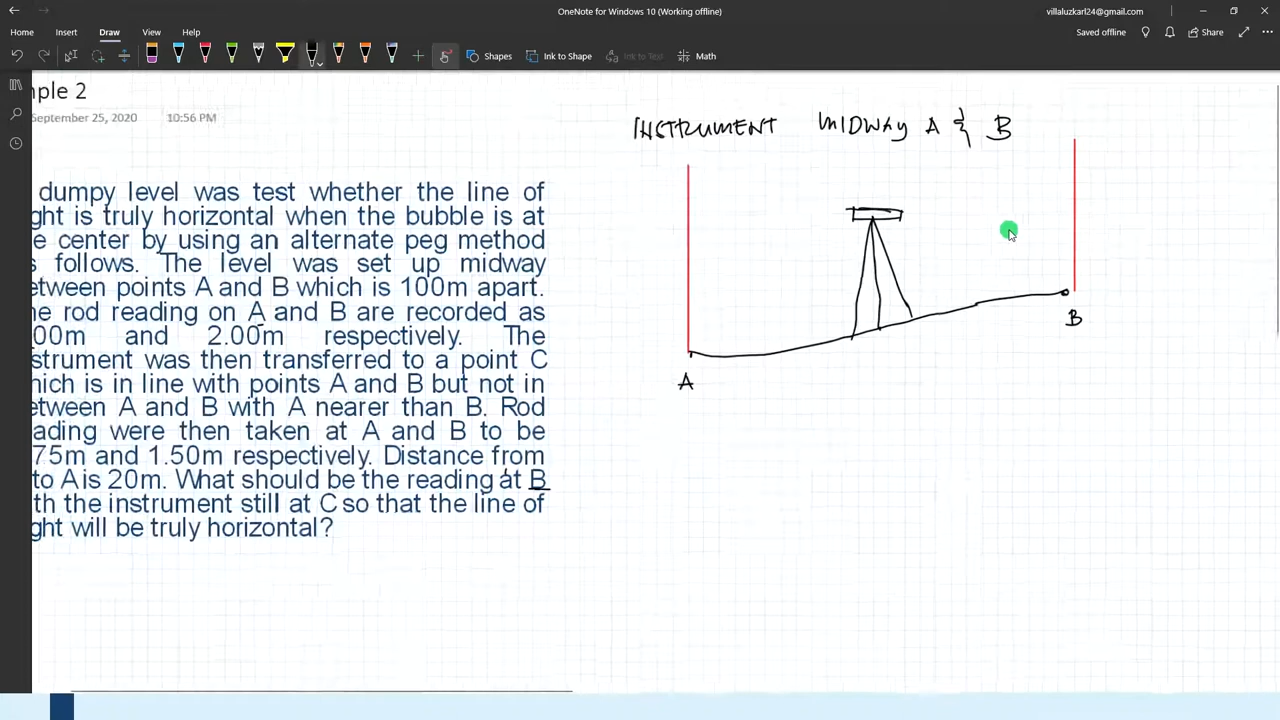 OneNote for Windows 10 (Working offline)
villaluzkarl24@gmail.com
Home Insert Draw View Help
Saved offline
Share
Shapes
Ink to Shape
Ink to Text
Math
nple 2
September 25, 2020 10:56 PM
dumpy level was test whether the line of
ght is truly horizontal when the bubble is at
e center by using an alternate peg method
s follows. The level was set up midway
etween points A and B which is 100m apart.
he rod reading on A and B are recorded as
00m and 2.00m respectively. The
strument was then transferred to a point C
hich is in line with points A and B but not in
etween A and B with A nearer than B. Rod
ading were then taken at A and B to be
75m and 1.50m respectively. Distance from
to A is 20m. What should be the reading at B
th the instrument still at C so that the line of
ght will be truly horizontal?
INSTRUMENT MIDWAY A & B
B
A